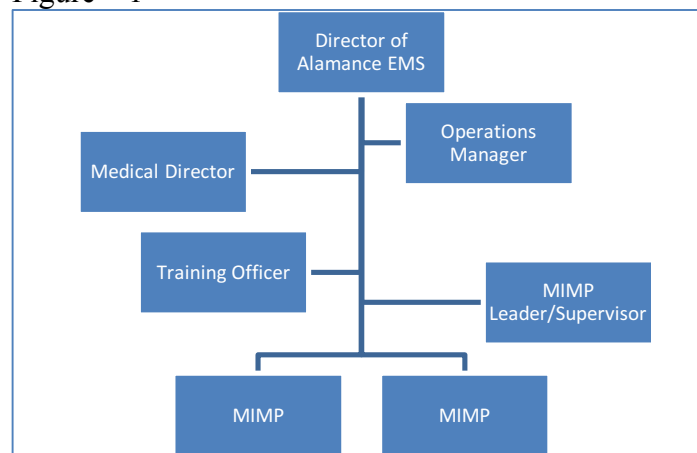 Figure 1
Director of
Alamance EMS
Operations
Manager
Medical Director
Training Officer
MIMP
Leader/Supervisor
MIMP
MIMP